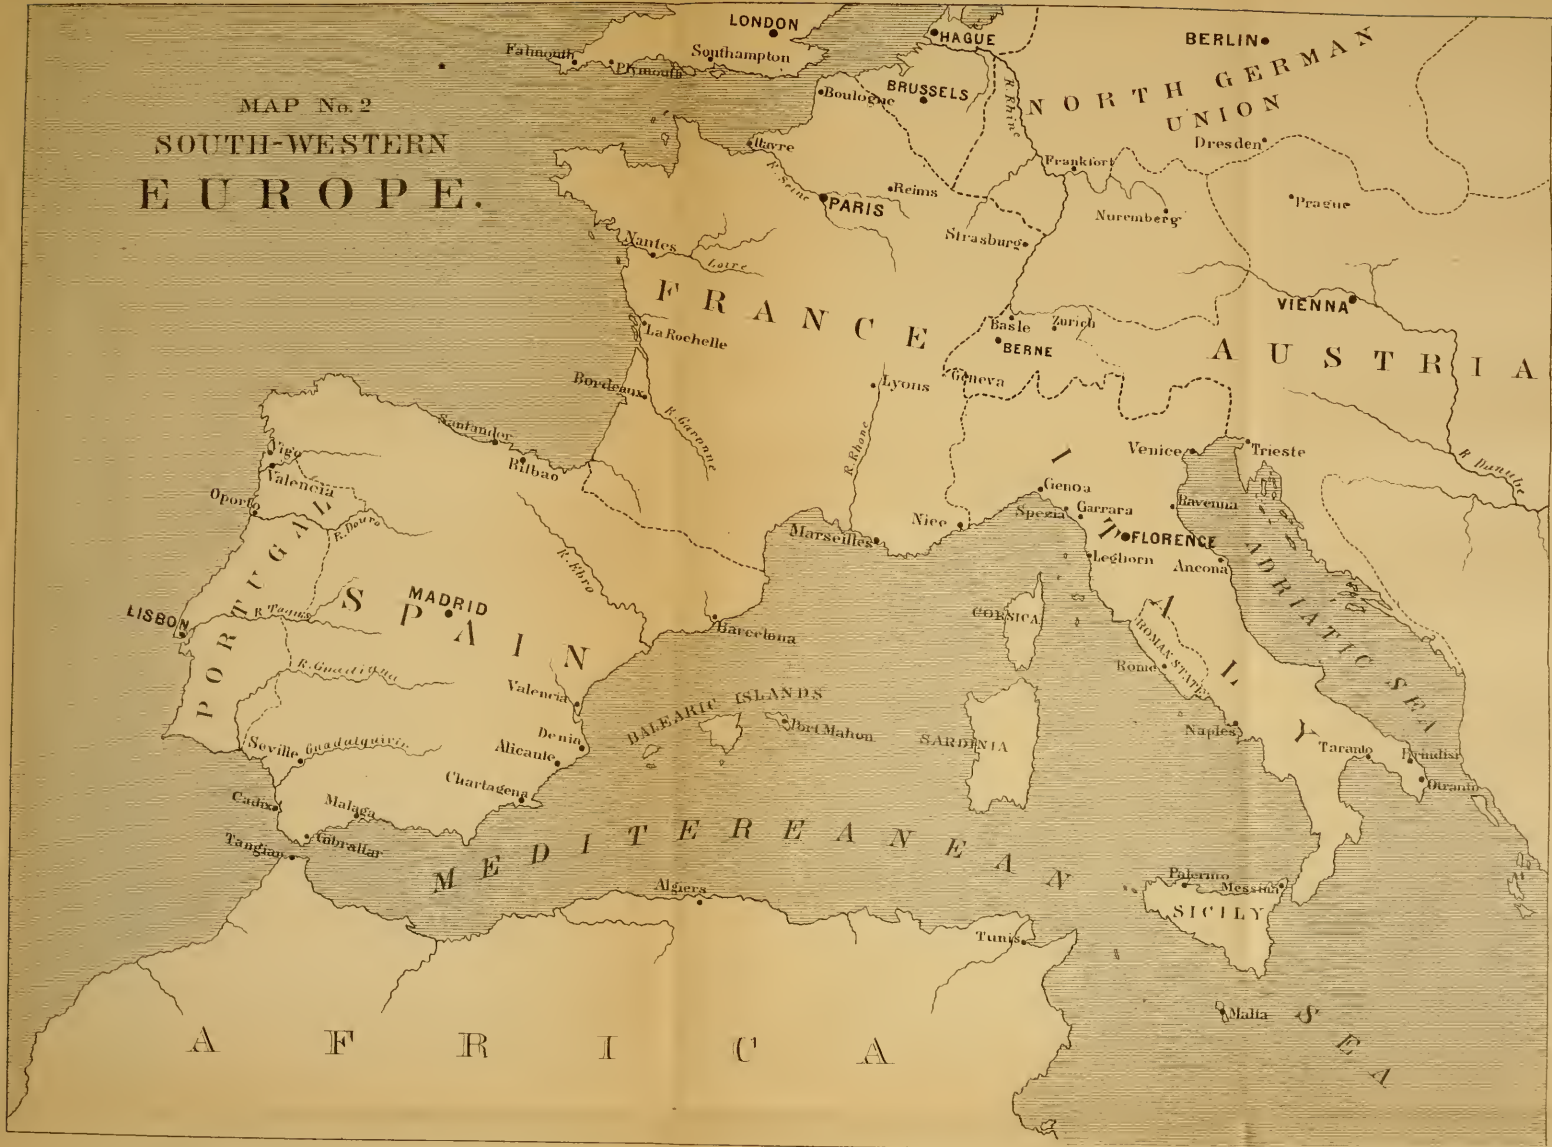 MAP No. 2
SOUTH-WESTERN
EUROPE.
LONDON
Falmouth
Southampton
Plymouth
HAGUE
BERLIN
NORTH GERMAN
UNION
Boulogne
BRUSSELS
R. Rhine
Dresden
Havre
R. Seine
Reims
PARIS
Frankfort
Nuremberg
Prague
Strasburg
Nantes
Loire
FRANCE
VIENNA
La Rochelle
Basle
Zurich
BERNE
AUSTRIA
Bordeaux
Lyons
Geneva
R. Garonne
R. Rhone
Santander
Bilbao
Vigo
Valencia
Oporto
R. Douro
PORTUGAL
Venice
Trieste
R. Danube
Genoa
Spezia
Carrara
Ravenna
Nice
Marseilles
ITALY
FLORENCE
Leghorn
Ancona
ADRIATIC SEA
R. Ebro
MADRID
SPAIN
LISBON
R. Tagus
Barcelona
CORSICA
ROMAN STATES
Rome
R. Guadiana
Valencia
BALEARIC ISLANDS
Port Mahon
SARDINIA
Naples
Taranto
Brindisi
Otranto
Seville
Guadalquivir
Denia
Alicante
Chartagena
Cadix
Malaga
Gibraltar
Tangiar
MEDITEREANEAN
SEA
Algiers
Tunis
Palermo
Messina
SICILY
Malta
AFRICA